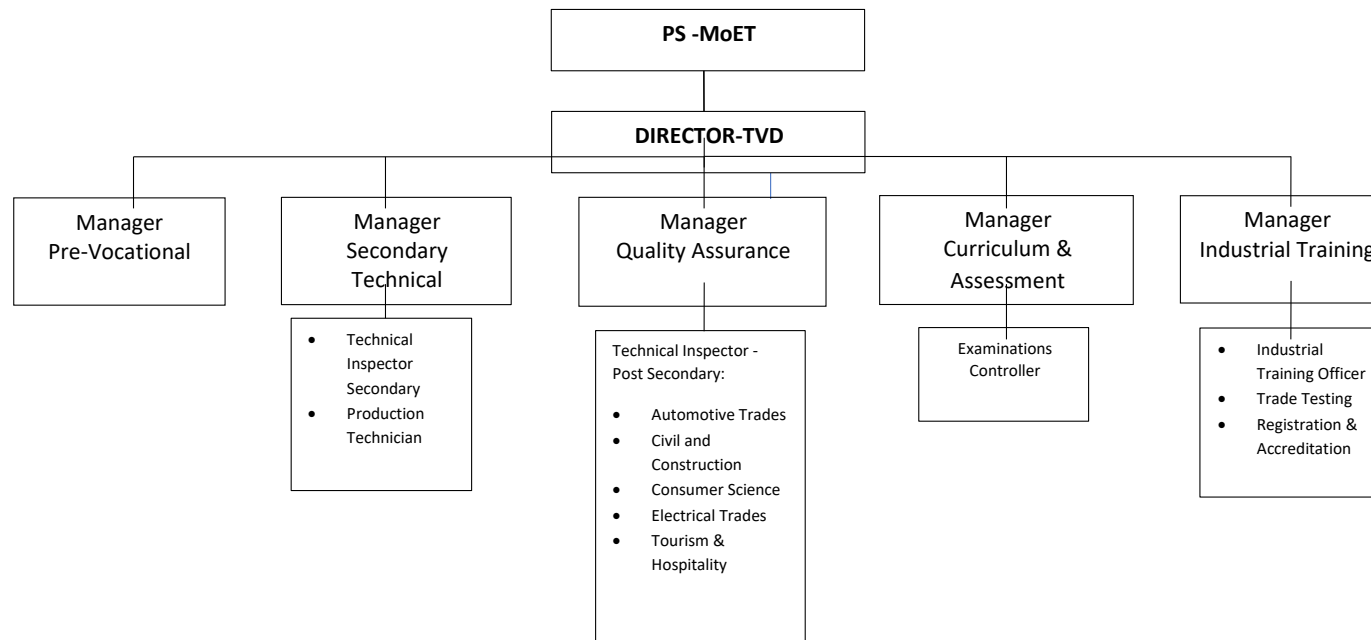 PS -MoET
DIRECTOR-TVD
Manager
Pre-Vocational
Manager
Secondary
Technical
Manager
Quality Assurance
Manager
Curriculum &
Assessment
Manager
Industrial Training
• Technical
Inspector
Secondary
• Production
Technician
Technical Inspector -
Post Secondary:
• Automotive Trades
• Civil and
Construction
• Consumer Science
• Electrical Trades
• Tourism &
Hospitality
Examinations
Controller
• Industrial
Training Officer
• Trade Testing
• Registration &
Accreditation